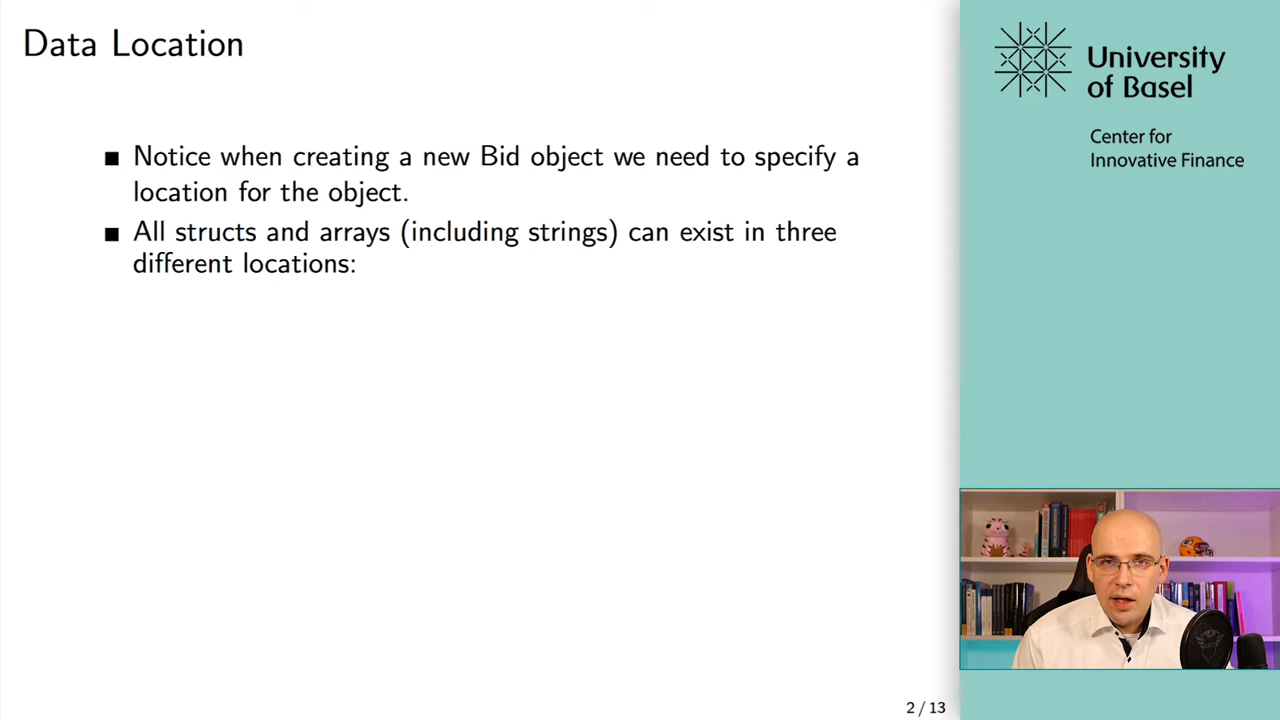 Data Location
Notice when creating a new Bid object we need to specify a
location for the object.
All structs and arrays (including strings) can exist in three
different locations:
2 / 13
University
of Basel
Center for
Innovative Finance